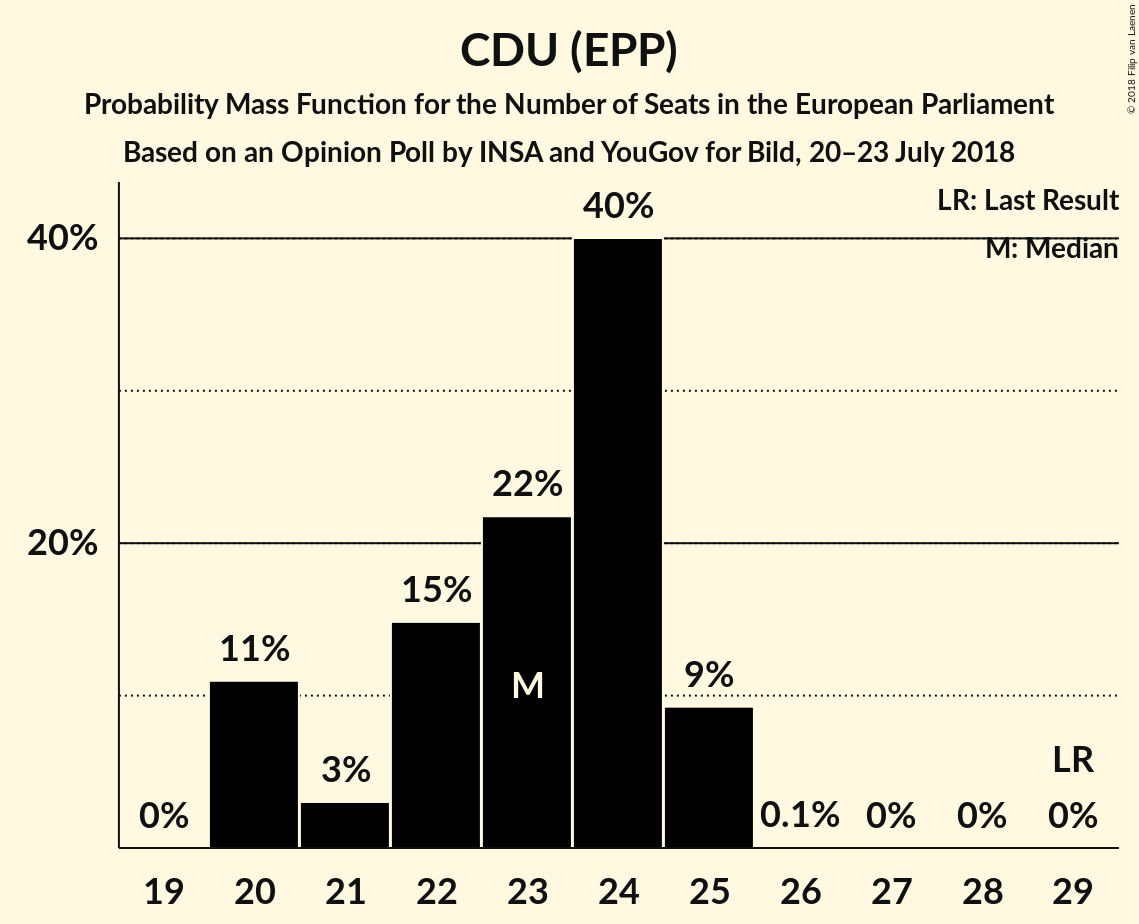 CDU (EPP)
Probability Mass Function for the Number of Seats in the European Parliament
Based on an Opinion Poll by INSA and YouGov for Bild, 20–23 July 2018
© 2018 Filip van Laenen
LR: Last Result
M: Median
40%
20%
0%
11%
3%
15%
22%
40%
9%
0.1%
0%
0%
0%
M
LR
19 20 21 22 23 24 25 26 27 28 29